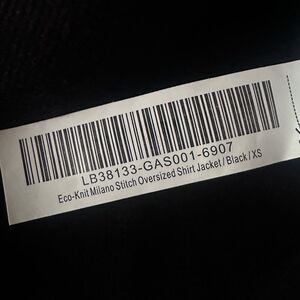 LB38133-GAS001-6907
Eco-Knit Milano Stitch Oversized Shirt Jacket / Black / XS